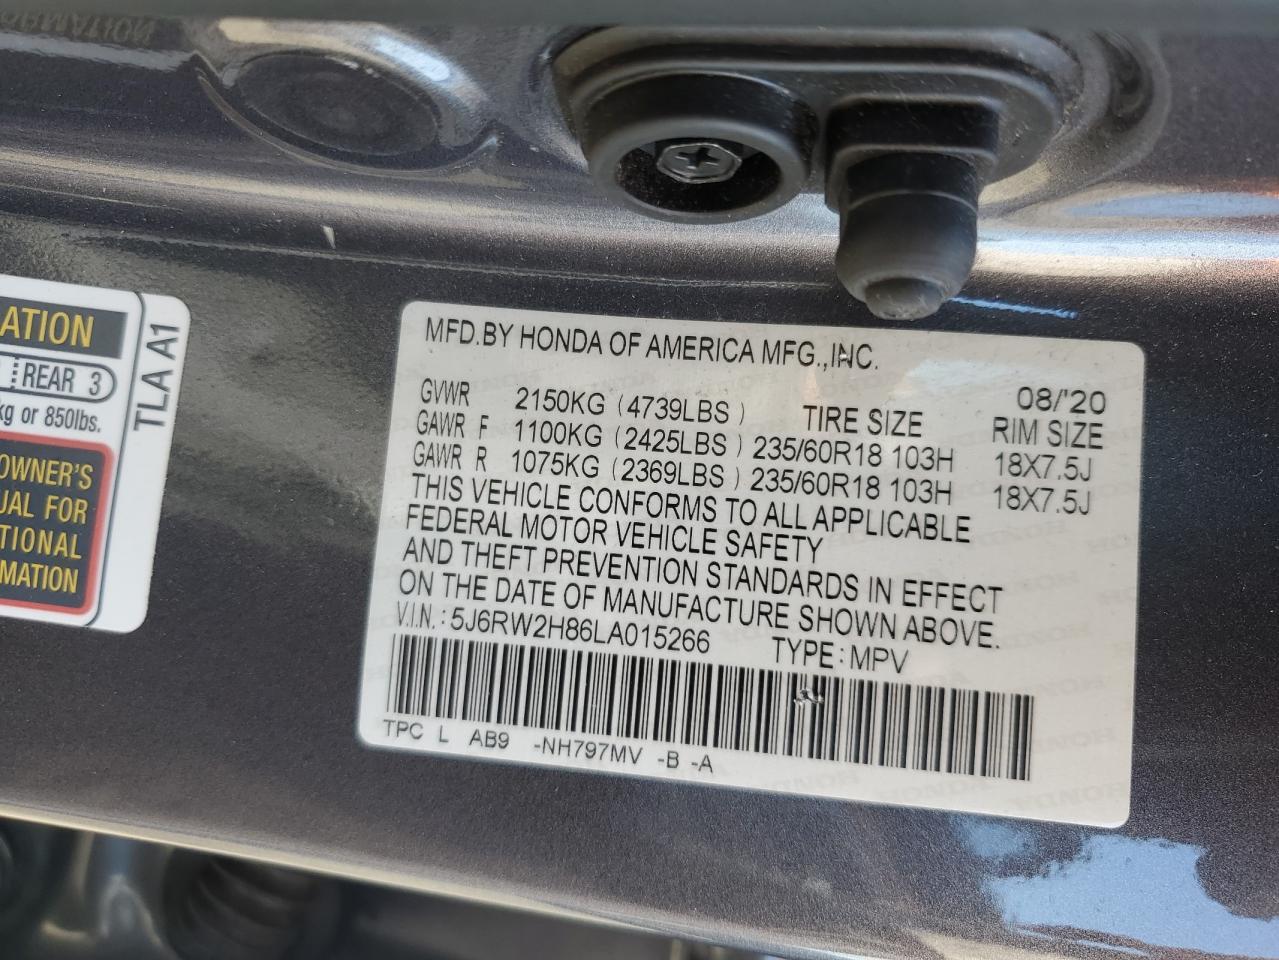 ATION
REAR 3
kg or 850lbs.
OWNER'S
UAL FOR
TIONAL
MATION
TLA A1
MFD.BY HONDA OF AMERICA MFG.,INC.
08/'20
GVWR 2150KG (4739LBS) TIRE SIZE RIM SIZE
GAWR F 1100KG (2425LBS) 235/60R18 103H 18X7.5J
GAWR R 1075KG (2369LBS) 235/60R18 103H 18X7.5J
THIS VEHICLE CONFORMS TO ALL APPLICABLE
FEDERAL MOTOR VEHICLE SAFETY
AND THEFT PREVENTION STANDARDS IN EFFECT
ON THE DATE OF MANUFACTURE SHOWN ABOVE.
V.I.N.: 5J6RW2H86LA015266 TYPE: MPV
TPC L AB9 -NH797MV -B -A